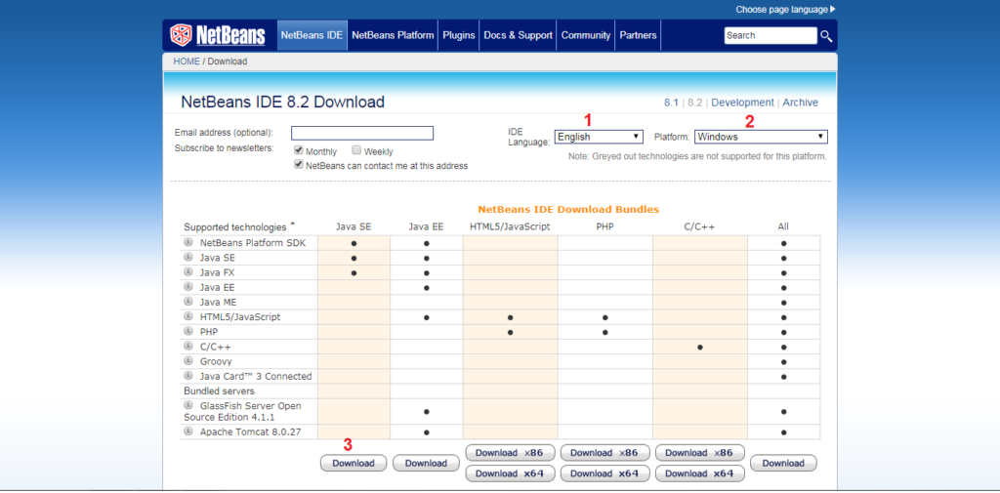 Choose page language
NetBeans NetBeans IDE NetBeans Platform Plugins Docs & Support Community Partners Search
HOME / Download
NetBeans IDE 8.2 Download 8.1 | 8.2 | Development | Archive
1 2
Email address (optional): IDE Language: English Platform: Windows
Subscribe to newsletters: Monthly Weekly Note: Greyed out technologies are not supported for this platform.
NetBeans can contact me at this address
NetBeans IDE Download Bundles
Supported technologies * Java SE Java EE HTML5/JavaScript PHP C/C++ All
NetBeans Platform SDK • • •
Java SE • • •
Java FX • • •
Java EE • •
Java ME •
HTML5/JavaScript • • • •
PHP • • •
C/C++ • •
Groovy •
Java Card™ 3 Connected •
Bundled servers
GlassFish Server Open
Source Edition 4.1.1 • •
Apache Tomcat 8.0.27 • •
3
Download Download Download x86 Download x86 Download x86 Download
Download x64 Download x64 Download x64